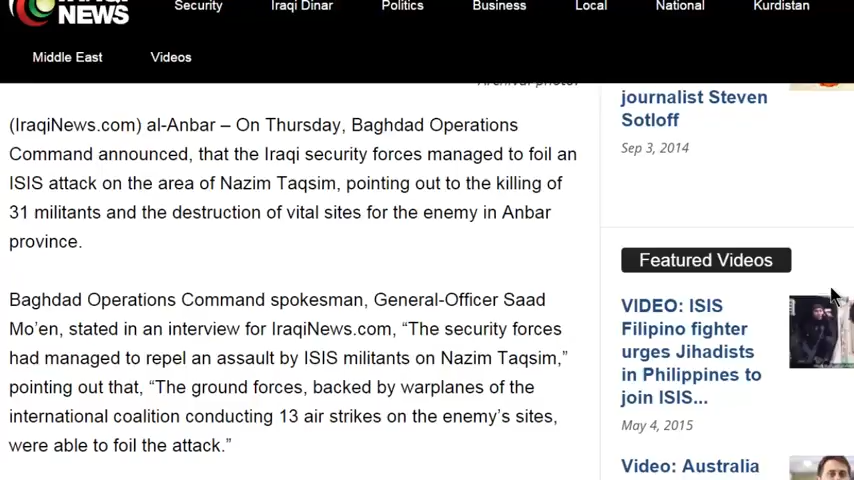 IRAQI
NEWS
Security
Iraqi Dinar
Politics
Business
Local
National
Kurdistan
Middle East
Videos
Archival photo.
(IraqiNews.com) al-Anbar – On Thursday, Baghdad Operations
Command announced, that the Iraqi security forces managed to foil an
ISIS attack on the area of Nazim Taqsim, pointing out to the killing of
31 militants and the destruction of vital sites for the enemy in Anbar
province.
Baghdad Operations Command spokesman, General-Officer Saad
Mo’en, stated in an interview for IraqiNews.com, “The security forces
had managed to repel an assault by ISIS militants on Nazim Taqsim,”
pointing out that, “The ground forces, backed by warplanes of the
international coalition conducting 13 air strikes on the enemy’s sites,
were able to foil the attack.”
journalist Steven
Sotloff
Sep 3, 2014
Featured Videos
VIDEO: ISIS
Filipino fighter
urges Jihadists
in Philippines to
join ISIS...
May 4, 2015
Video: Australia